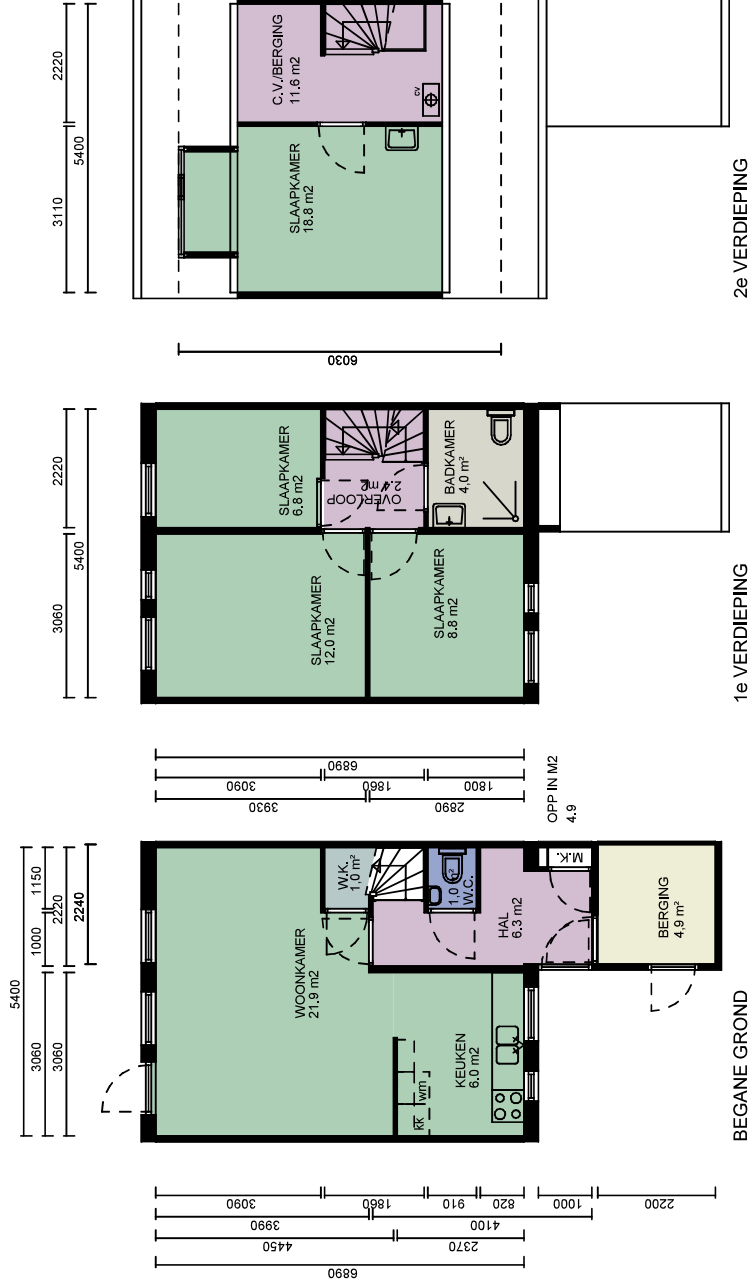 2220
5400
3110
C.V./BERGING
11.6 m2
cv
SLAAPKAMER
18.8 m2
2e VERDIEPING
6030
2220
5400
3060
SLAAPKAMER
6.8 m2
OVERLOOP
2.4 m2
BADKAMER
4,0 m²
SLAAPKAMER
12.0 m2
SLAAPKAMER
8.8 m2
1e VERDIEPING
6890
3090
1860
1800
3930
2890
OPP IN M2
4.9
5400
1150
1000
2220
2240
3060
3060
W.K.
1,0 m²
1,0 m²
W.C.
M.K.
HAL
6.3 m2
WOONKAMER
21.9 m2
BERGING
4,9 m²
KEUKEN
6.0 m2
kk
wm
BEGANE GROND
3090
1860
910
820
1000
2200
3990
4100
4450
2370
6890